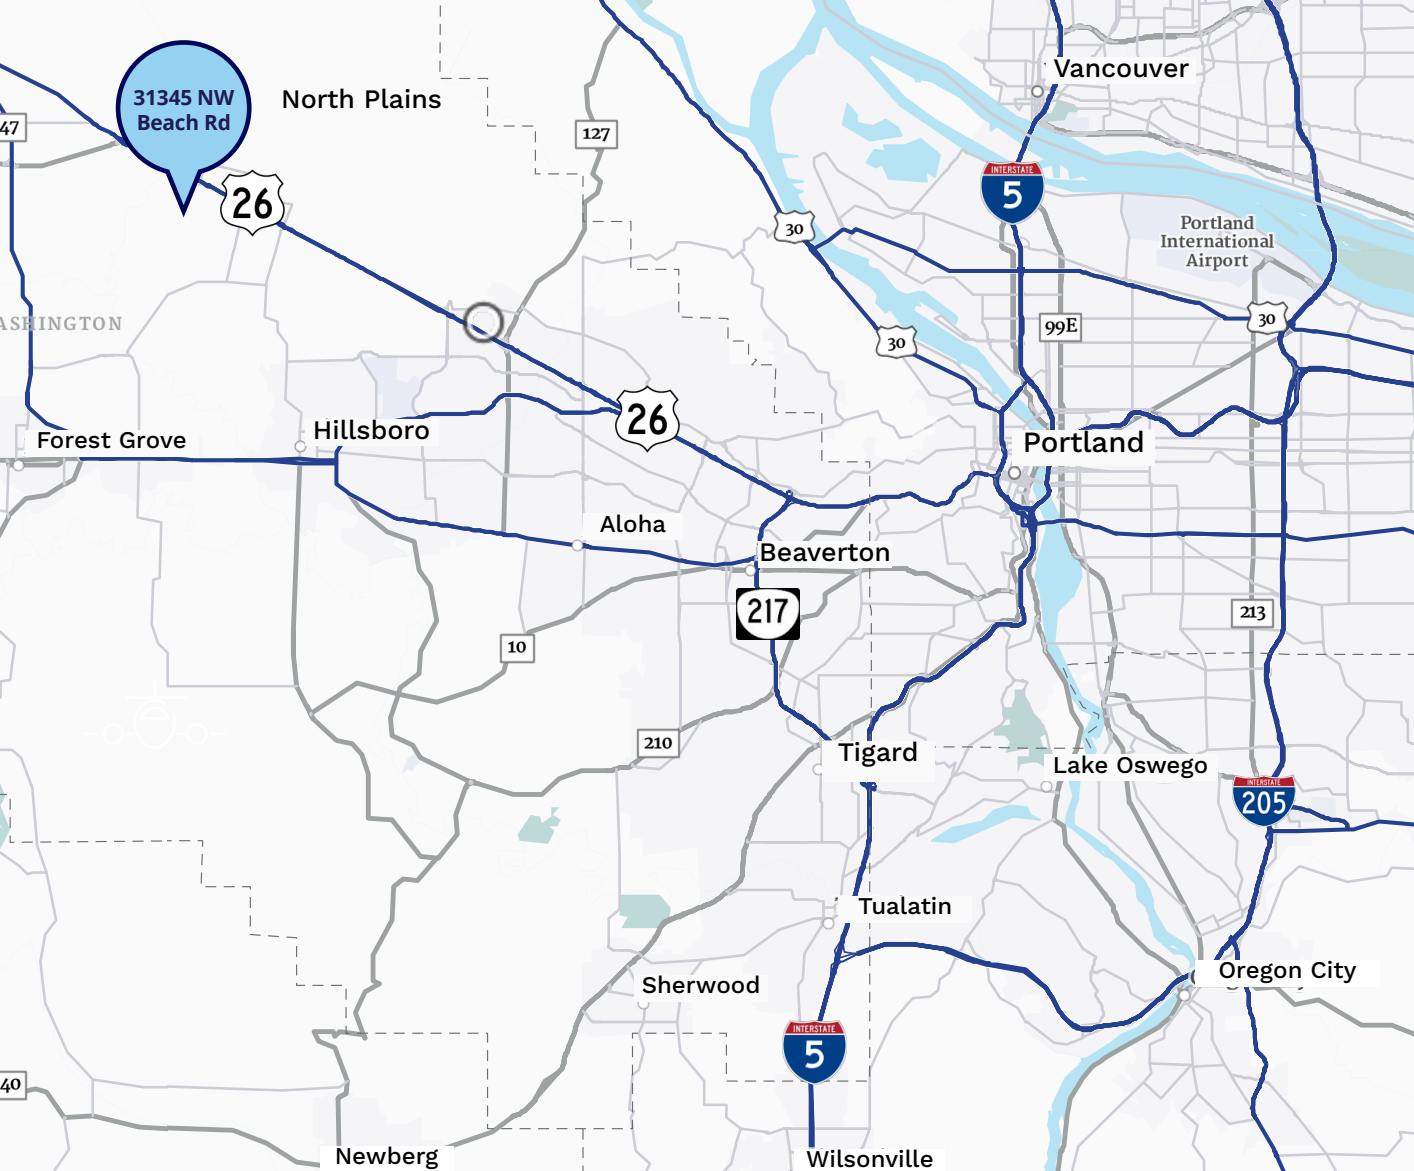 Vancouver
31345 NW
Beach Rd
North Plains
47
127
INTERSTATE
5
26
30
Portland
International
Airport
ASHINGTON
99E
30
30
26
Forest Grove
Hillsboro
Portland
Aloha
Beaverton
217
213
10
210
Tigard
Lake Oswego
INTERSTATE
205
Tualatin
Oregon City
Sherwood
INTERSTATE
5
40
Newberg
Wilsonville